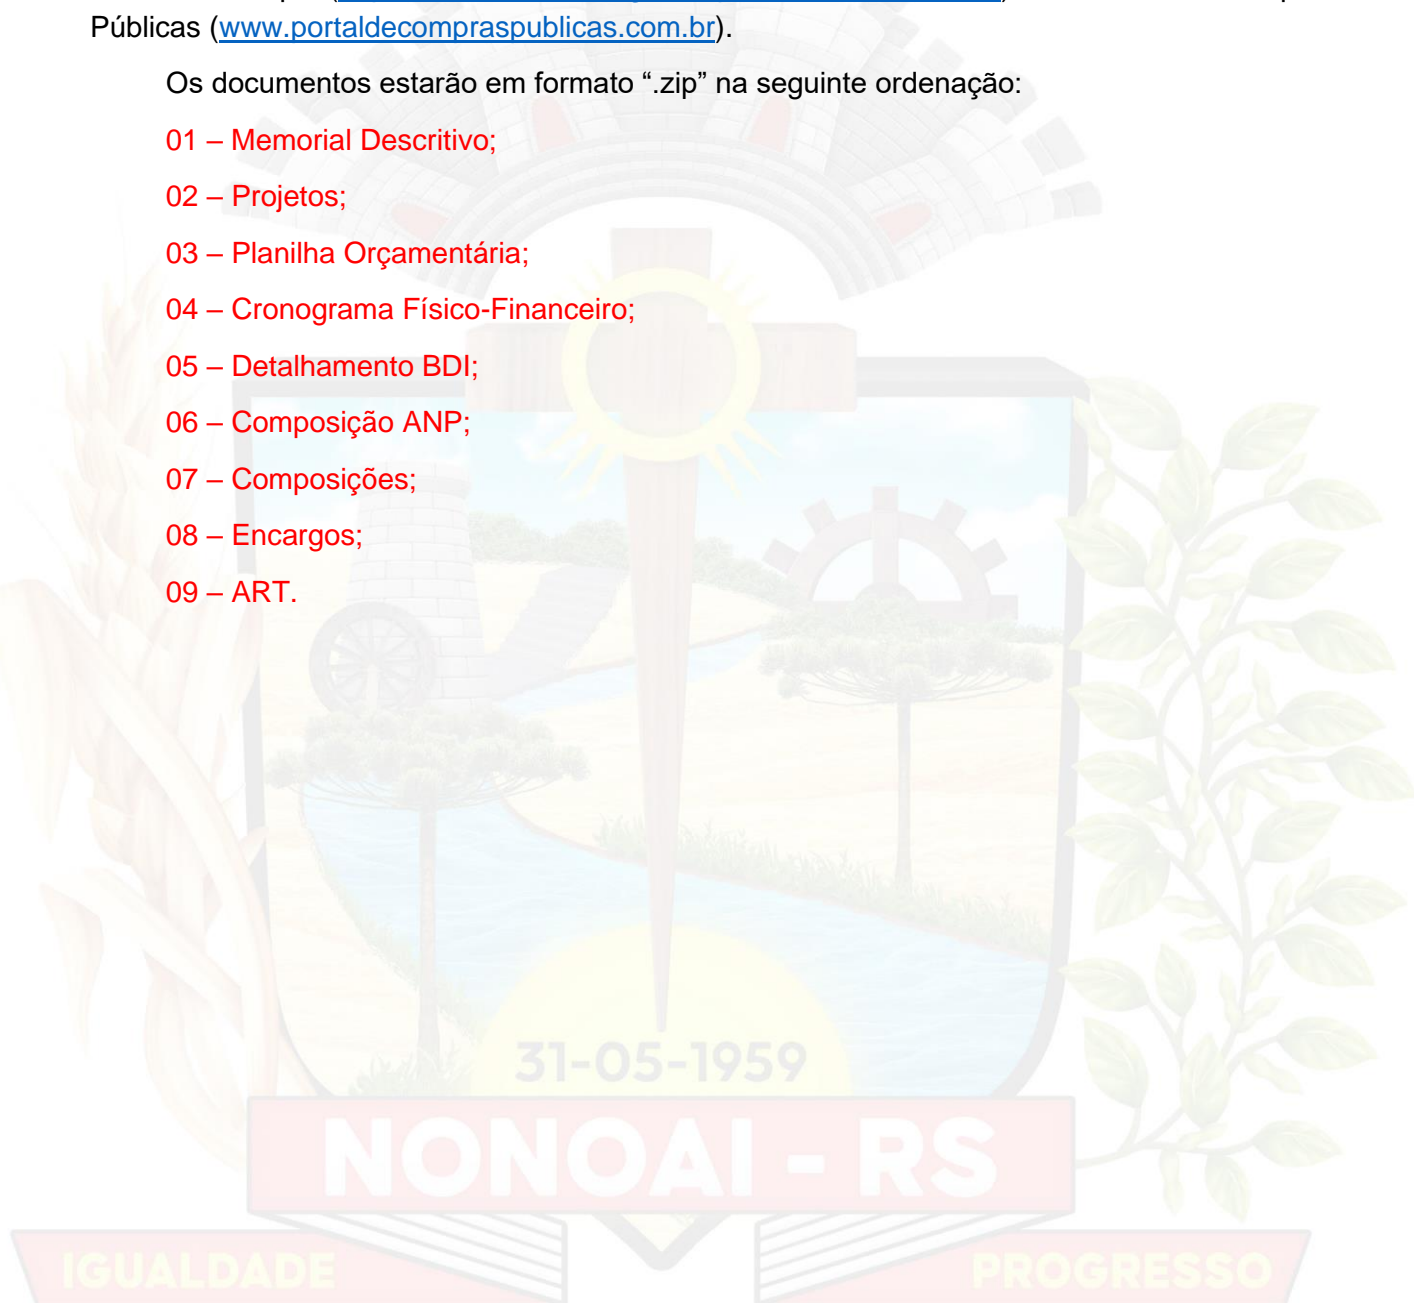 Públicas (www.portaldecompraspublicas.com.br).
Os documentos estarão em formato “.zip” na seguinte ordenação:
01 – Memorial Descritivo;
02 – Projetos;
03 – Planilha Orçamentária;
04 – Cronograma Físico-Financeiro;
05 – Detalhamento BDI;
06 – Composição ANP;
07 – Composições;
08 – Encargos;
09 – ART.
31-05-1959
NONOAI - RS
IGUALDADE
PROGRESSO